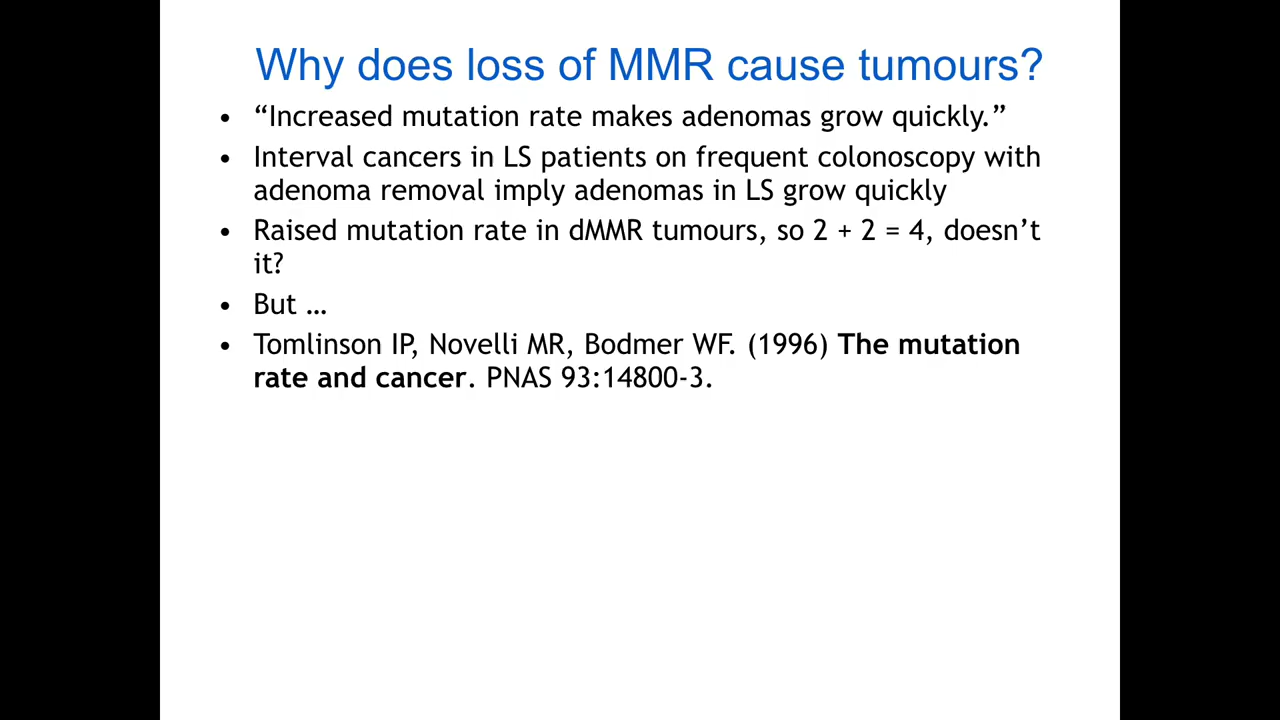 Why does loss of MMR cause tumours?
• “Increased mutation rate makes adenomas grow quickly.”
• Interval cancers in LS patients on frequent colonoscopy with
adenoma removal imply adenomas in LS grow quickly
• Raised mutation rate in dMMR tumours, so 2 + 2 = 4, doesn’t
it?
• But …
• Tomlinson IP, Novelli MR, Bodmer WF. (1996) The mutation
rate and cancer. PNAS 93:14800-3.